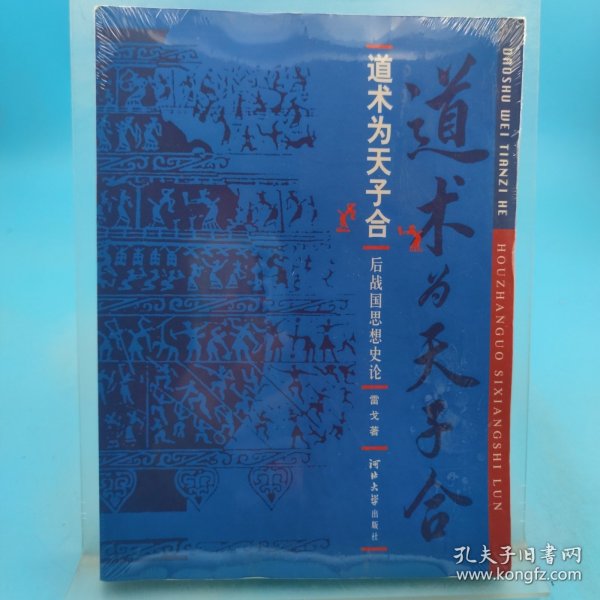 道术为天子合
后战国思想史论
雷戈 著
河北大学出版社
道术为天子合
DAOSHU WEI TIANZI HE
HOUZHANGUO SIXIANGSHI LUN
孔夫子旧書网
www.kongfz.com